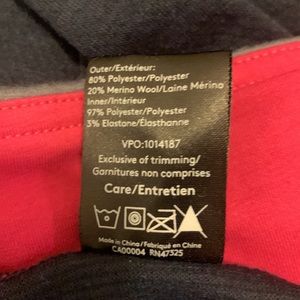 Outer/Extérieur:
80% Polyester/Polyester
20% Merino Wool/Laine Mérino
Inner/Intérieur
97% Polyester/Polyester
3% Elastane/Élasthanne
VPO:1014187
Exclusive of trimming/
Garnitures non comprises
Care/Entretien
Made in China/Fabriqué en Chine
CA00004 RN47325